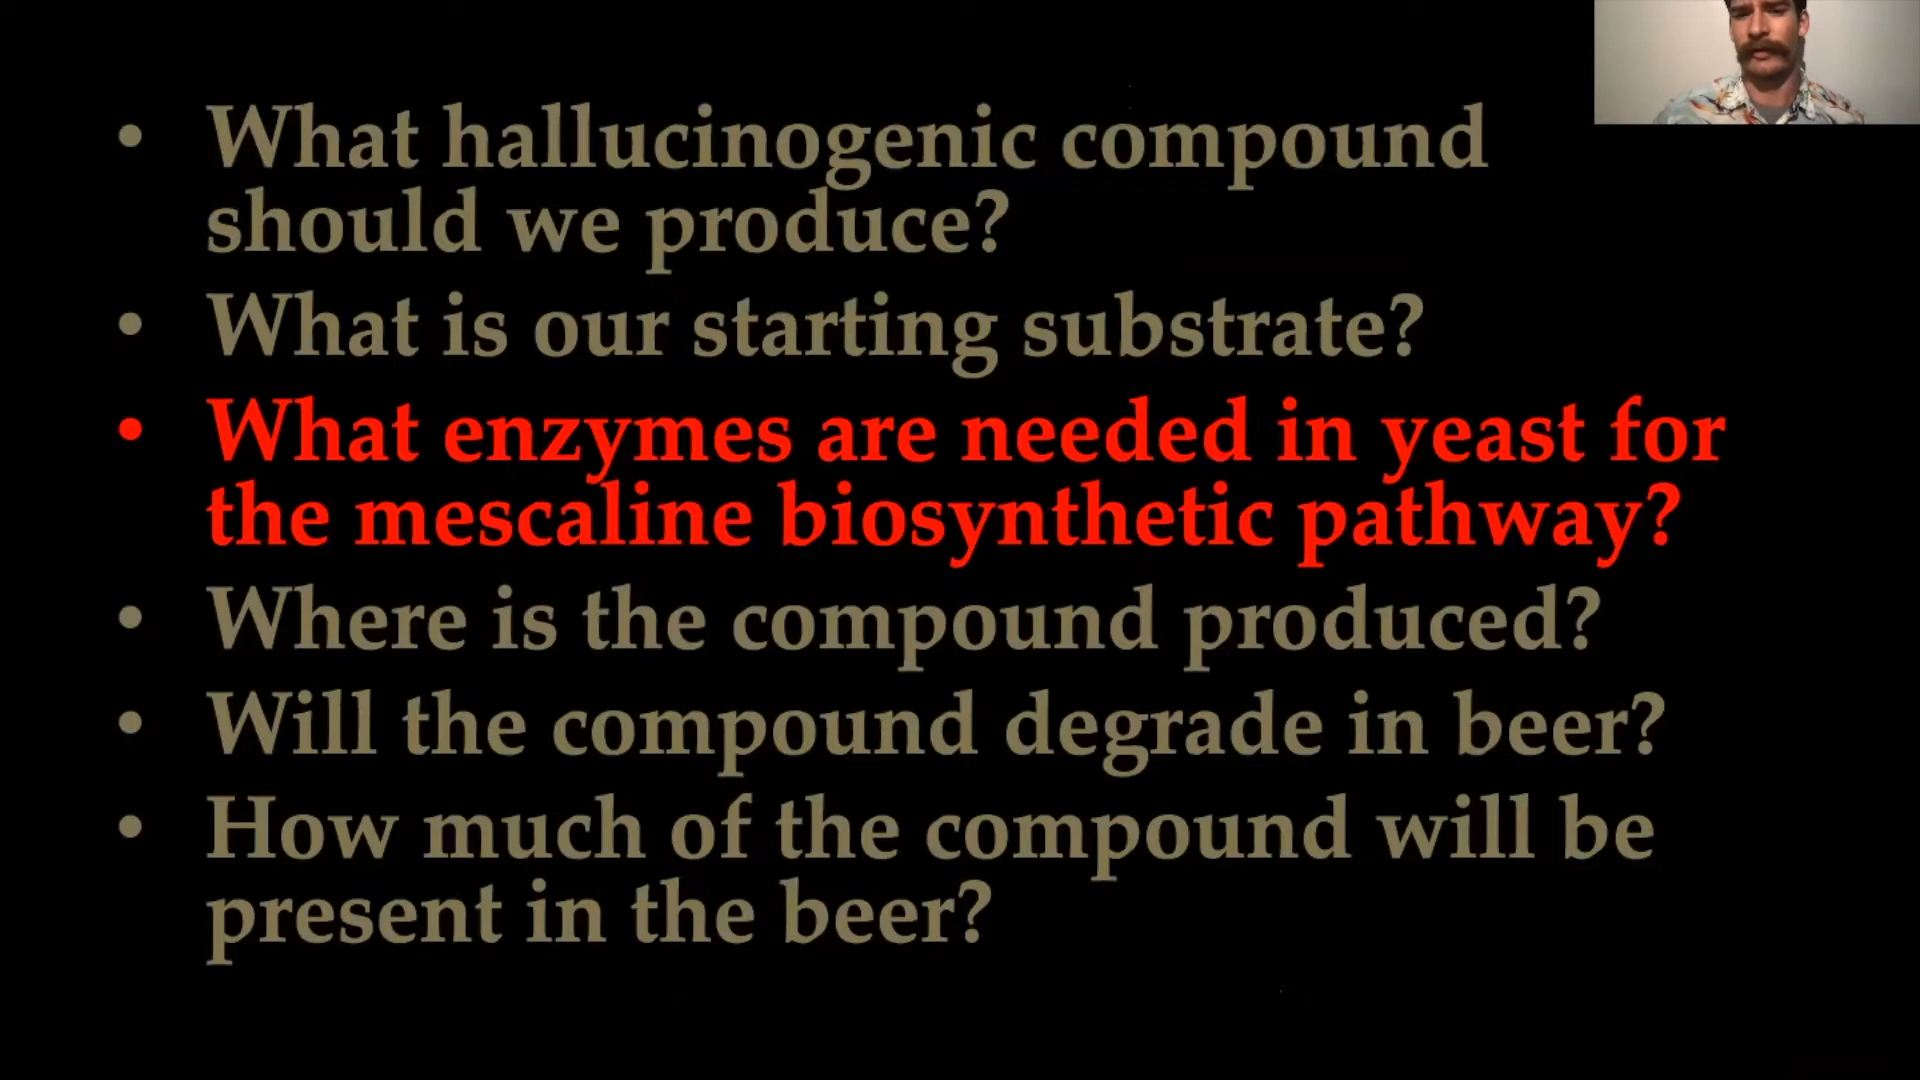 • What hallucinogenic compound
should we produce?
• What is our starting substrate?
• What enzymes are needed in yeast for
the mescaline biosynthetic pathway?
• Where is the compound produced?
• Will the compound degrade in beer?
• How much of the compound will be
present in the beer?